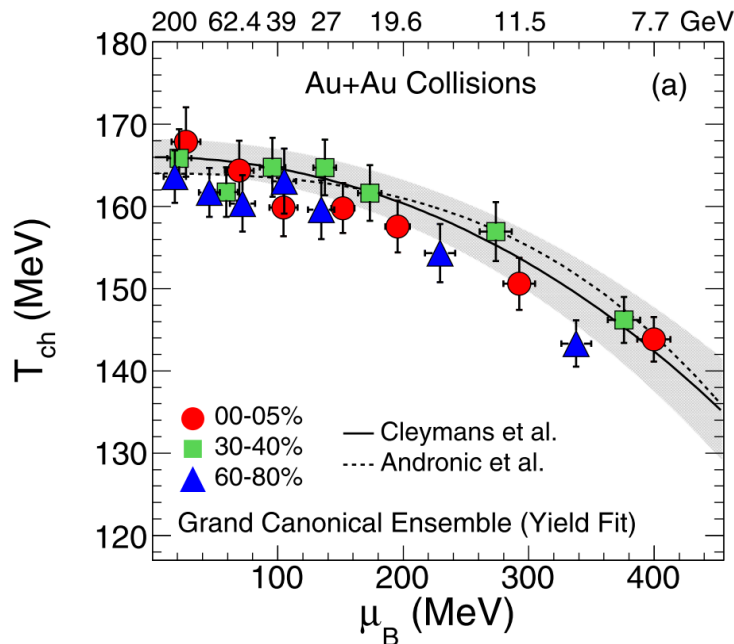 200 62.4 39 27 19.6 11.5 7.7 GeV
180
Au+Au Collisions (a)
170
160
150
140
130
120
T_ch (MeV)
00-05%
30-40%
60-80%
Cleymans et al.
Andronic et al.
Grand Canonical Ensemble (Yield Fit)
100 200 300 400
μ_B (MeV)